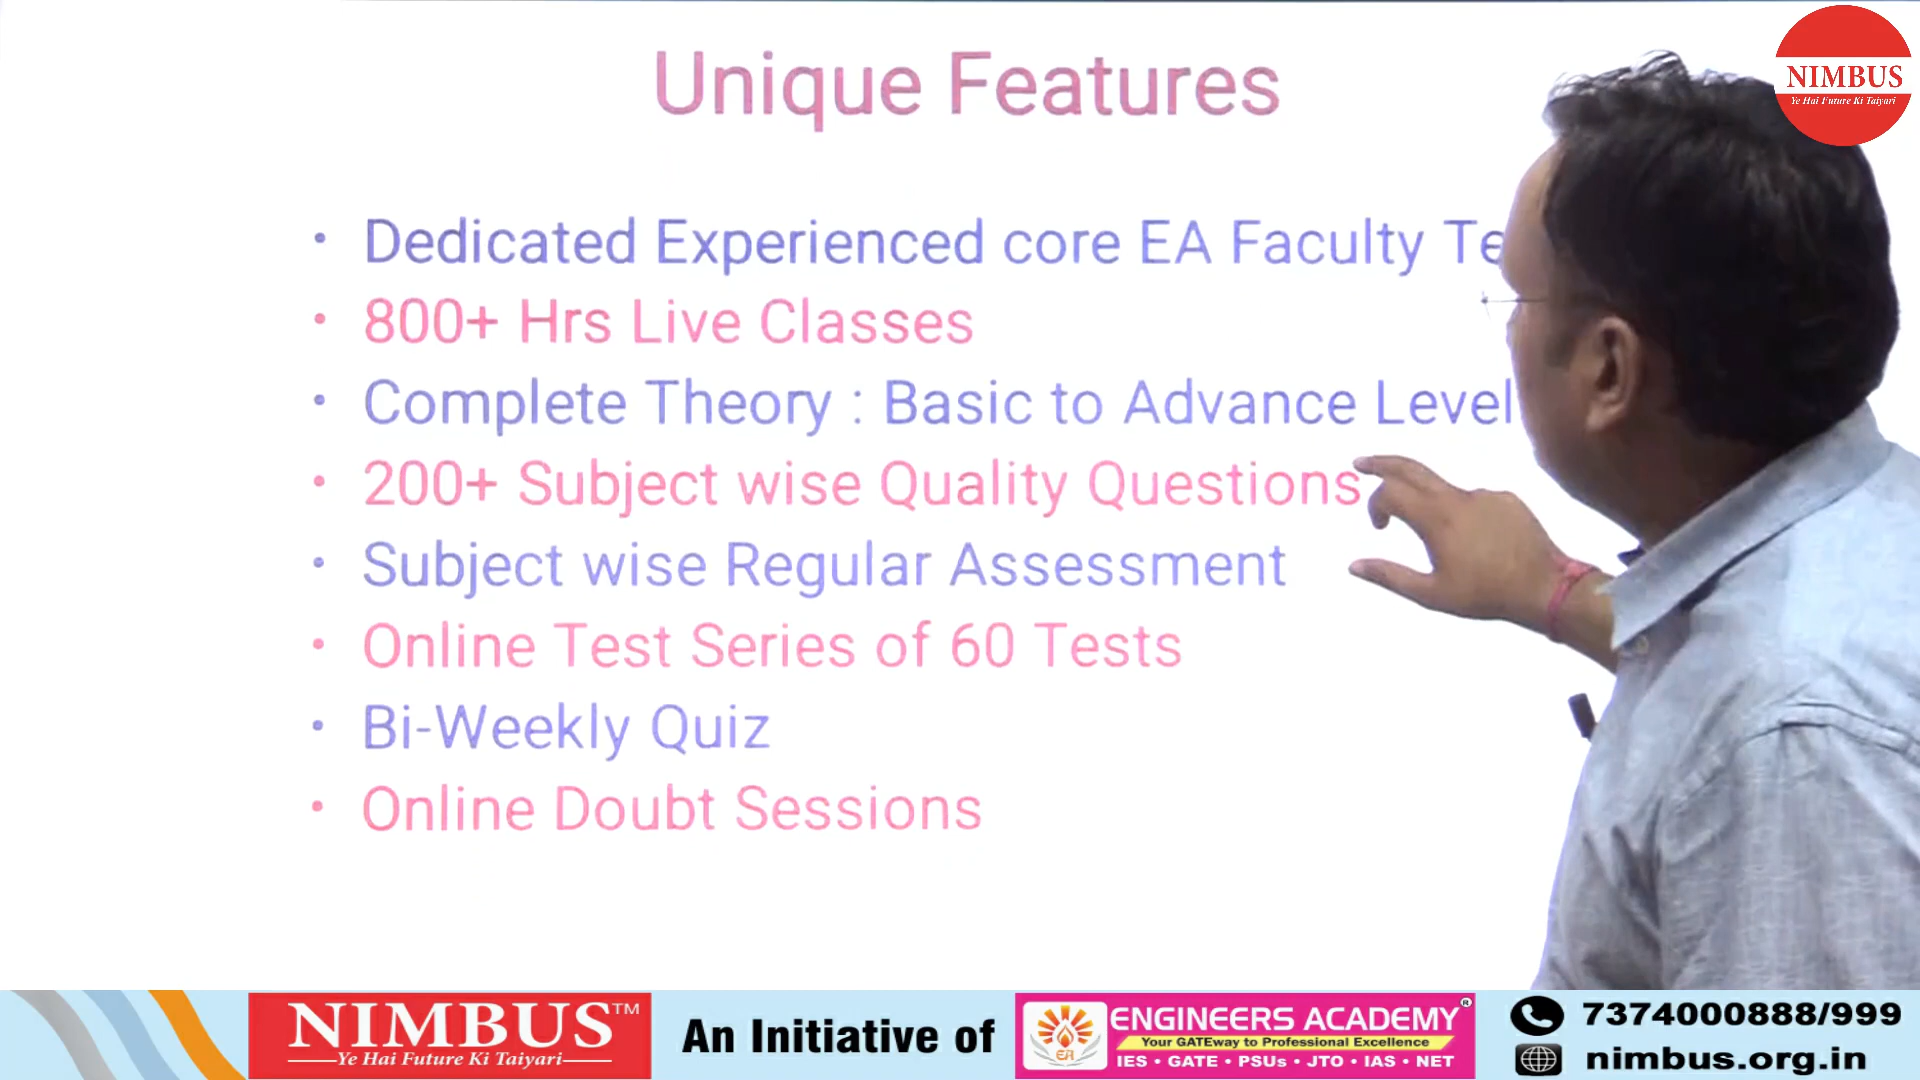 Unique Features
NIMBUS
Ye Hai Future Ki Taiyari
• Dedicated Experienced core EA Faculty Te
• 800+ Hrs Live Classes
• Complete Theory : Basic to Advance Level
• 200+ Subject wise Quality Questions
• Subject wise Regular Assessment
• Online Test Series of 60 Tests
• Bi-Weekly Quiz
• Online Doubt Sessions
NIMBUS™
Ye Hai Future Ki Taiyari
An Initiative of
EA
ENGINEERS ACADEMY®
Your GATEway to Professional Excellence
IES • GATE • PSUs • JTO • IAS • NET
7374000888/999
nimbus.org.in